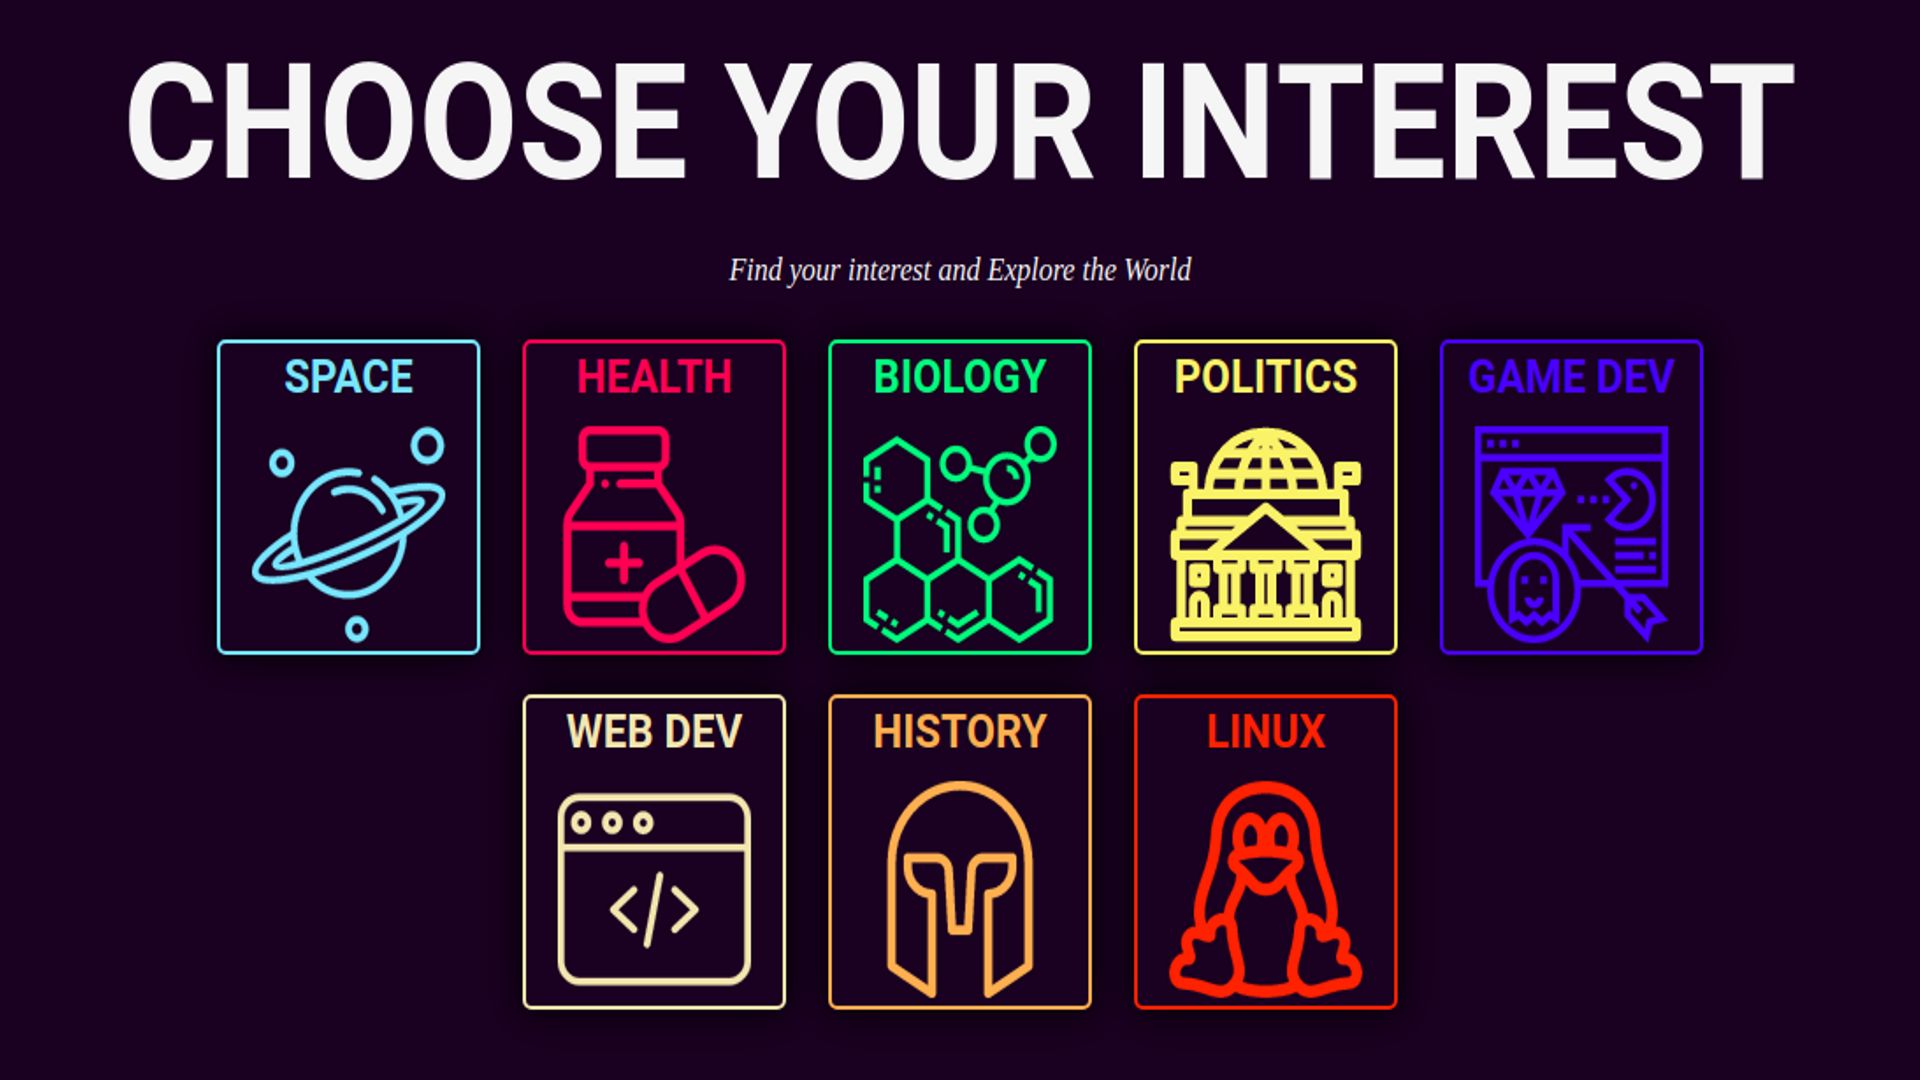 CHOOSE YOUR INTEREST
Find your interest and Explore the World
SPACE
HEALTH
BIOLOGY
POLITICS
GAME DEV
WEB DEV
</>
HISTORY
LINUX